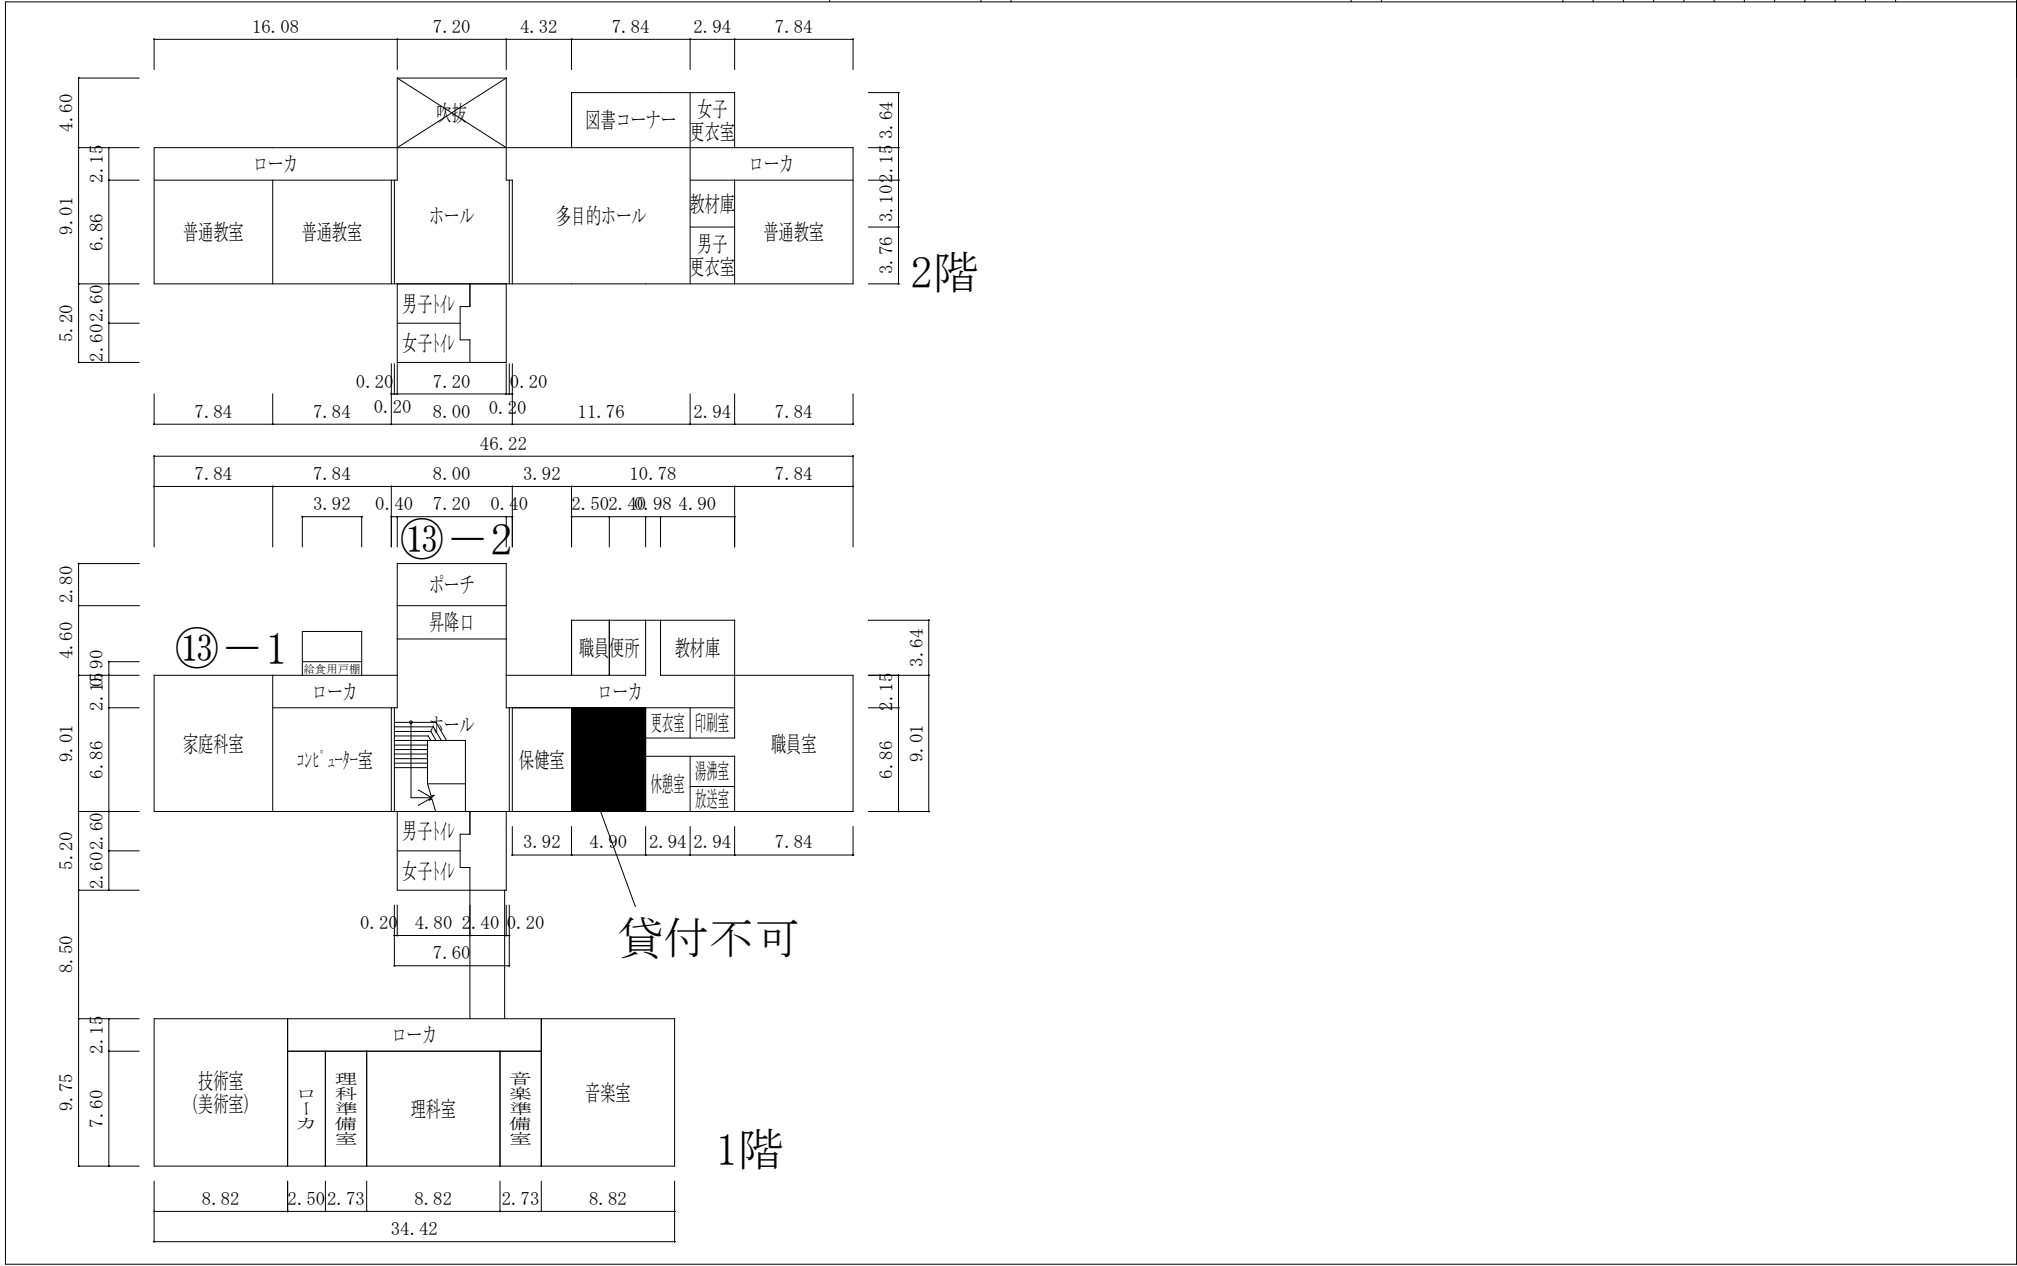 16.08 7.20 4.32 7.84 2.94 7.84
4.60
吹抜
図書コーナー
女子
更衣室
3.64
2.15
ローカ
ローカ
2.15
9.01
6.86
普通教室
普通教室
ホール
多目的ホール
教材庫
男子
更衣室
普通教室
3.10
3.76
2階
5.20
2.60
2.60
男子トイレ
女子トイレ
0.20 7.20 0.20
7.84 7.84 0.20 8.00 0.20 11.76 2.94 7.84
46.22
7.84 7.84 8.00 3.92 10.78 7.84
3.92 0.40 7.20 0.40 2.50 2.40 0.98 4.90
⑬－2
2.80
ポーチ
4.60
昇降口
⑬－1
給食用戸棚
職員便所
教材庫
3.64
0.90
2.15
ローカ
ローカ
2.15
9.01
6.86
家庭科室
コンピューター室
ホール
保健室
更衣室
印刷室
休憩室
湯沸室
放送室
職員室
6.86
9.01
5.20
2.60
2.60
男子トイレ
女子トイレ
3.92 4.90 2.94 2.94 7.84
0.20 4.80 2.40 0.20
7.60
貸付不可
8.50
2.15
ローカ
9.75
7.60
技術室
(美術室)
ローカ
理科準備室
理科室
音楽準備室
音楽室
1階
8.82 2.50 2.73 8.82 2.73 8.82
34.42